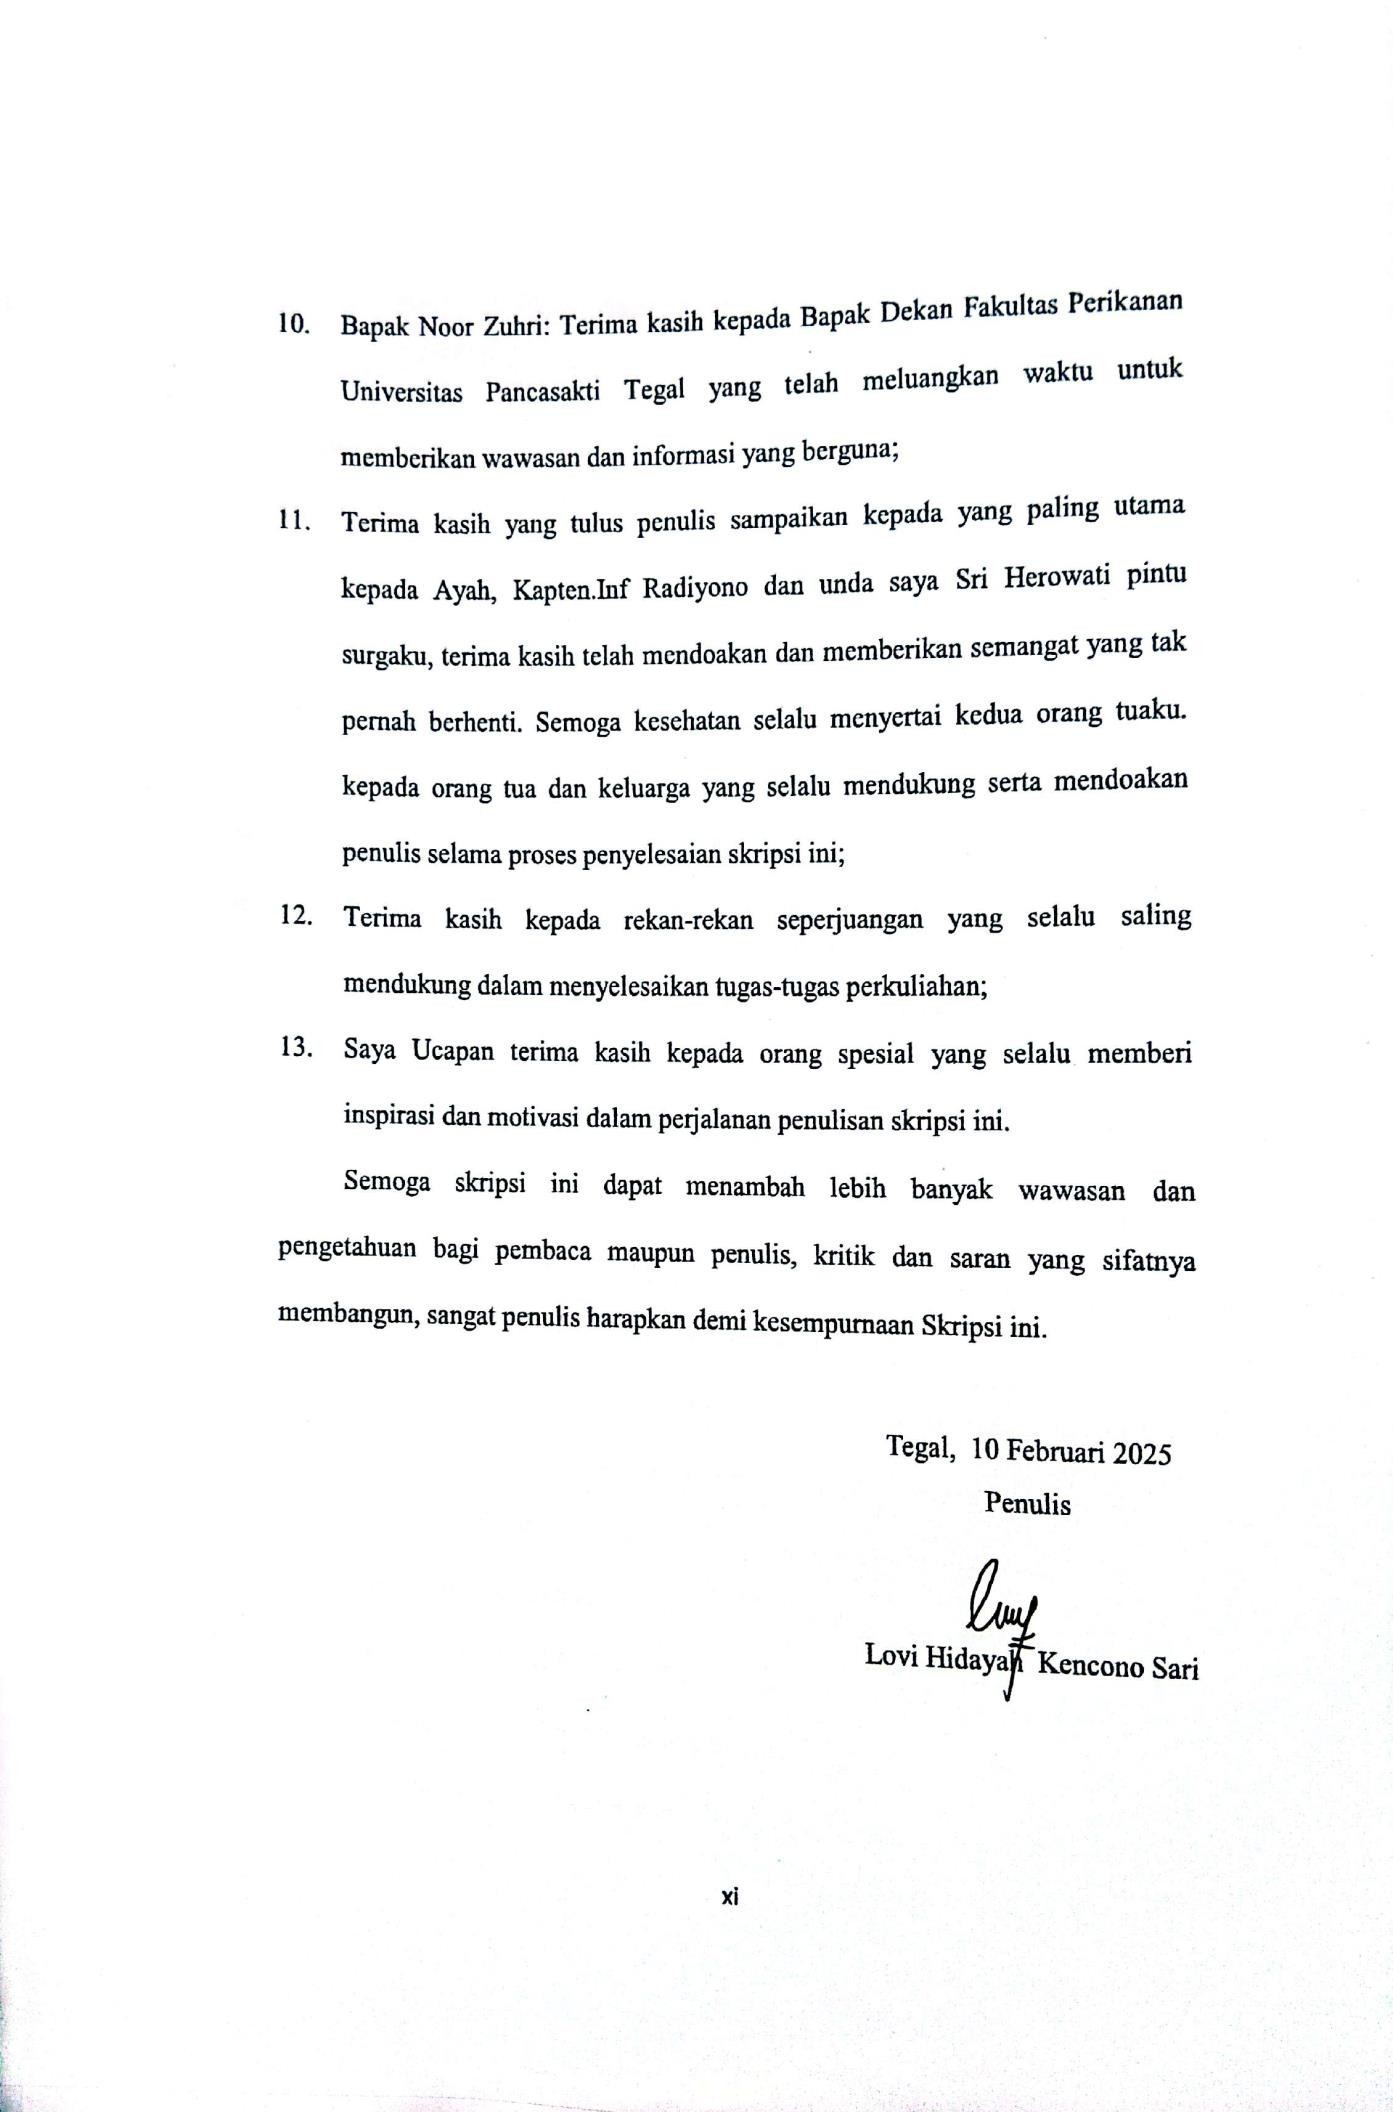 10. Bapak Noor Zuhri: Terima kasih kepada Bapak Dekan Fakultas Perikanan
Universitas Pancasakti Tegal yang telah meluangkan waktu untuk
memberikan wawasan dan informasi yang berguna;
11. Terima kasih yang tulus penulis sampaikan kepada yang paling utama
kepada Ayah, Kapten.Inf Radiyono dan unda saya Sri Herowati pintu
surgaku, terima kasih telah mendoakan dan memberikan semangat yang tak
pernah berhenti. Semoga kesehatan selalu menyertai kedua orang tuaku.
kepada orang tua dan keluarga yang selalu mendukung serta mendoakan
penulis selama proses penyelesaian skripsi ini;
12. Terima kasih kepada rekan-rekan seperjuangan yang selalu saling
mendukung dalam menyelesaikan tugas-tugas perkuliahan;
13. Saya Ucapan terima kasih kepada orang spesial yang selalu memberi
inspirasi dan motivasi dalam perjalanan penulisan skripsi ini.
Semoga skripsi ini dapat menambah lebih banyak wawasan dan
pengetahuan bagi pembaca maupun penulis, kritik dan saran yang sifatnya
membangun, sangat penulis harapkan demi kesempurnaan Skripsi ini.
Tegal, 10 Februari 2025
Penulis
Lovi Hidayah Kencono Sari
xi